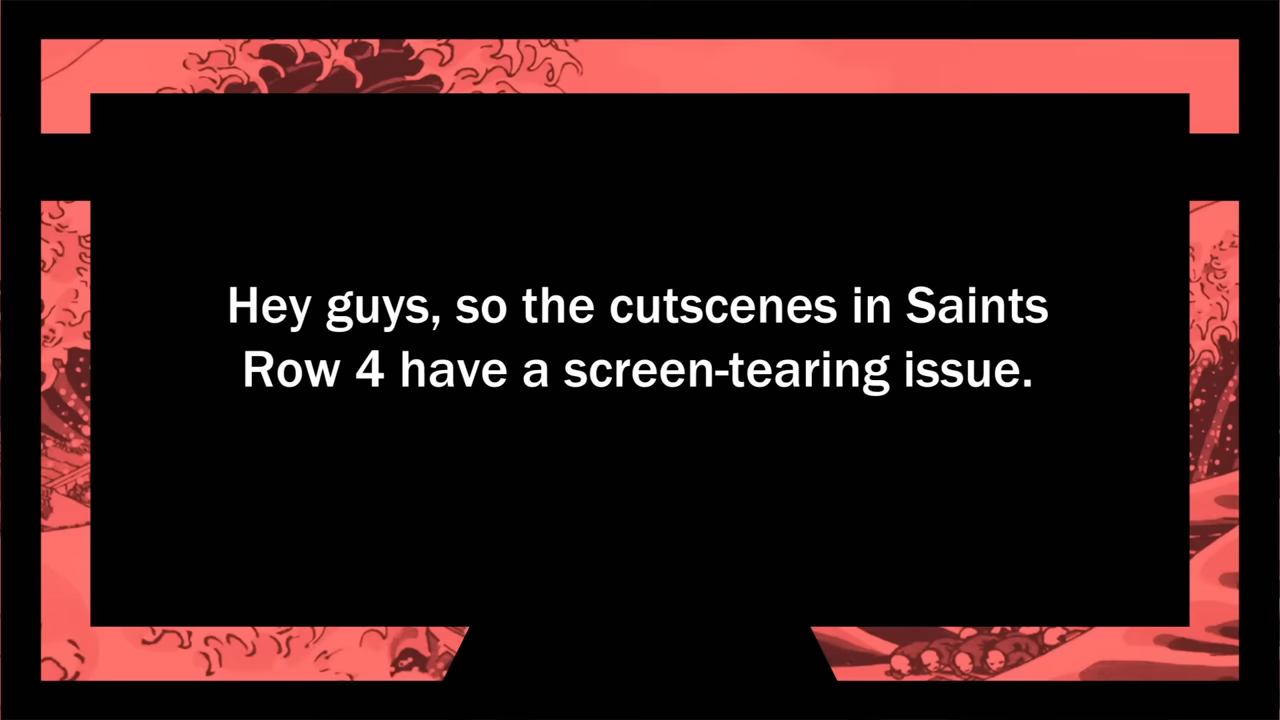 Hey guys, so the cutscenes in Saints
Row 4 have a screen-tearing issue.